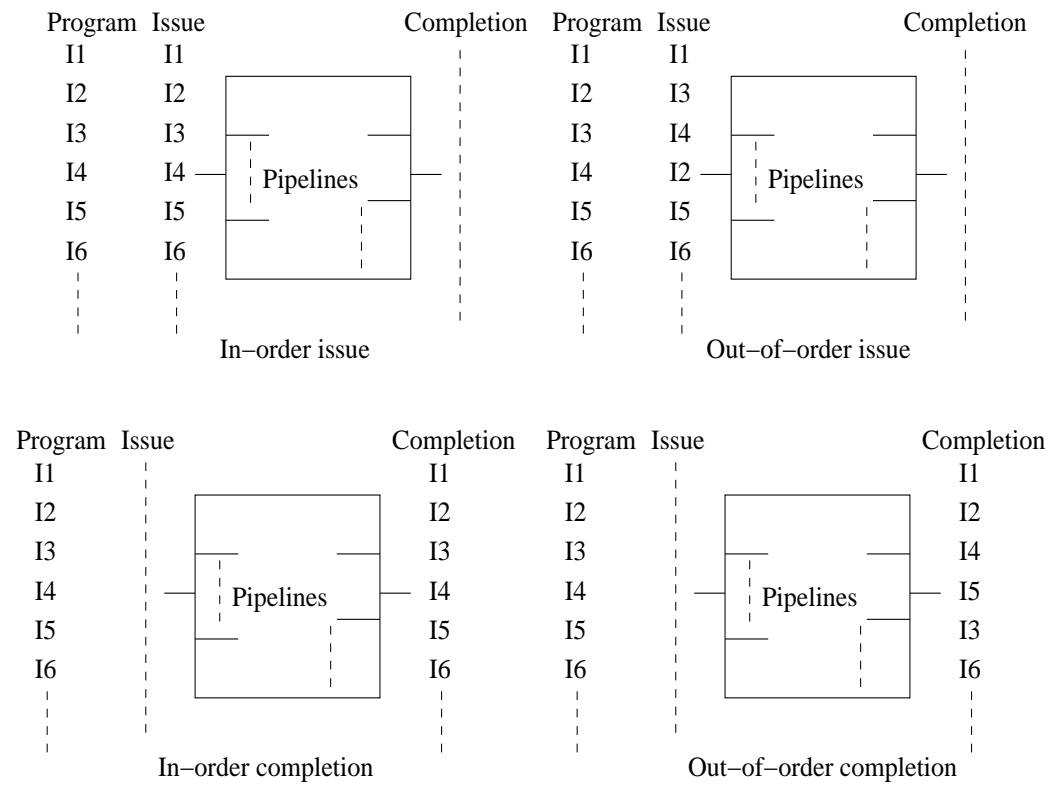 Program Issue Completion Program Issue Completion
I1 I1 I1 I1
I2 I2 I2 I3
I3 I3 I3 I4
I4 I4 Pipelines I4 I2 Pipelines
I5 I5 I5 I5
I6 I6 I6 I6
In−order issue Out−of−order issue
Program Issue Completion Program Issue Completion
I1 I1 I1 I1
I2 I2 I2 I2
I3 I3 I3 I4
I4 Pipelines I4 I4 Pipelines I5
I5 I5 I5 I3
I6 I6 I6 I6
In−order completion Out−of−order completion